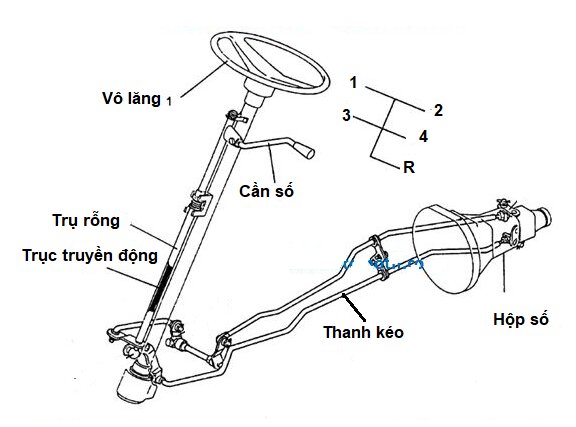 Vô lăng 1
1
2
3
4
R
Cần số
Trụ rỗng
Trục truyền động
Thanh kéo
Hộp số